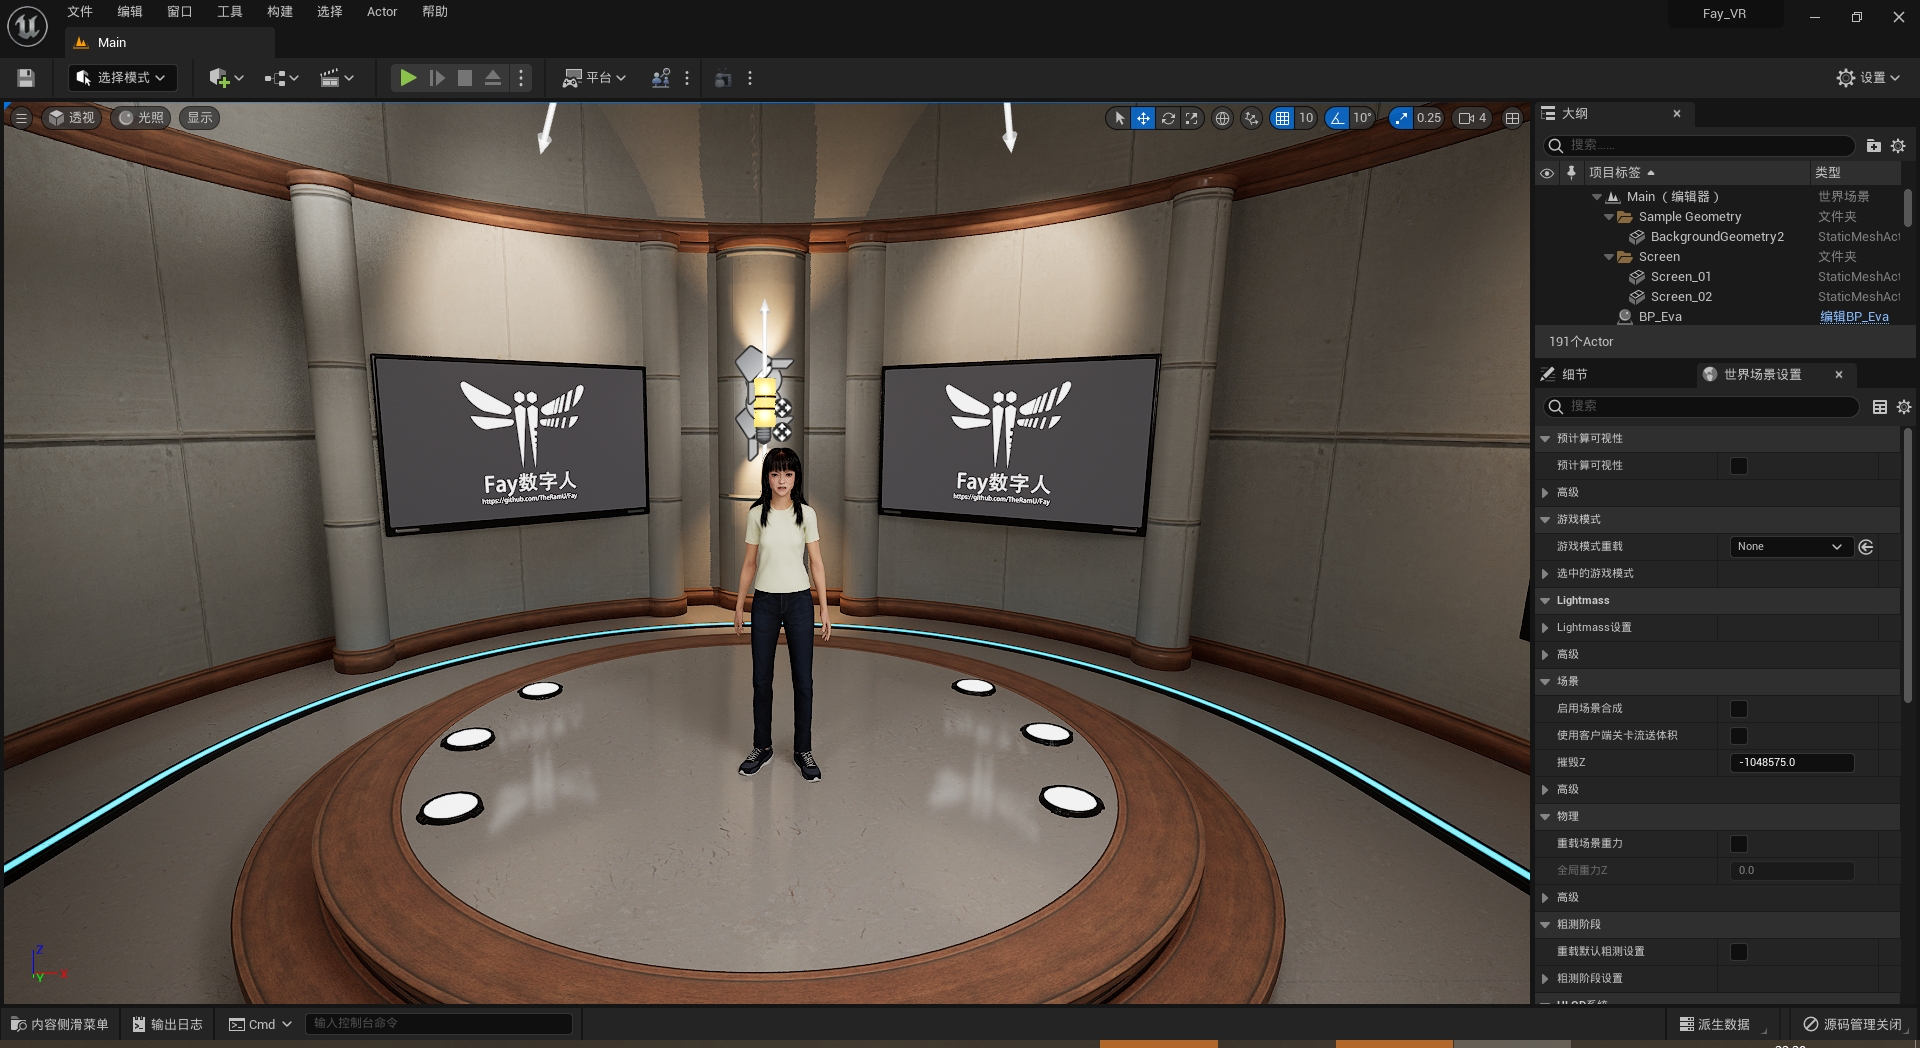 文件 编辑 窗口 工具 构建 选择 Actor 帮助
Fay_VR
Main
选择模式
平台
设置
透视 光照 显示
10 10° 0.25 4
Fay数字人
https://github.com/TheRamU/Fay
Fay数字人
https://github.com/TheRamU/Fay
Z
X
Y
大纲
搜索......
项目标签 类型
Main（编辑器） 世界场景
Sample Geometry 文件夹
BackgroundGeometry2 StaticMeshAct
Screen 文件夹
Screen_01 StaticMeshAct
Screen_02 StaticMeshAct
BP_Eva 编辑BP_Eva
191个Actor
细节 世界场景设置
搜索
预计算可视性
预计算可视性
高级
游戏模式
游戏模式重载 None
选中的游戏模式
Lightmass
Lightmass设置
高级
场景
启用场景合成
使用客户端关卡流送体积
摧毁Z -1048575.0
高级
物理
重载场景重力
全局重力Z 0.0
高级
粗测阶段
重载默认粗测设置
粗测阶段设置
内容侧滑菜单 输出日志 Cmd 输入控制台命令
派生数据 源码管理关闭